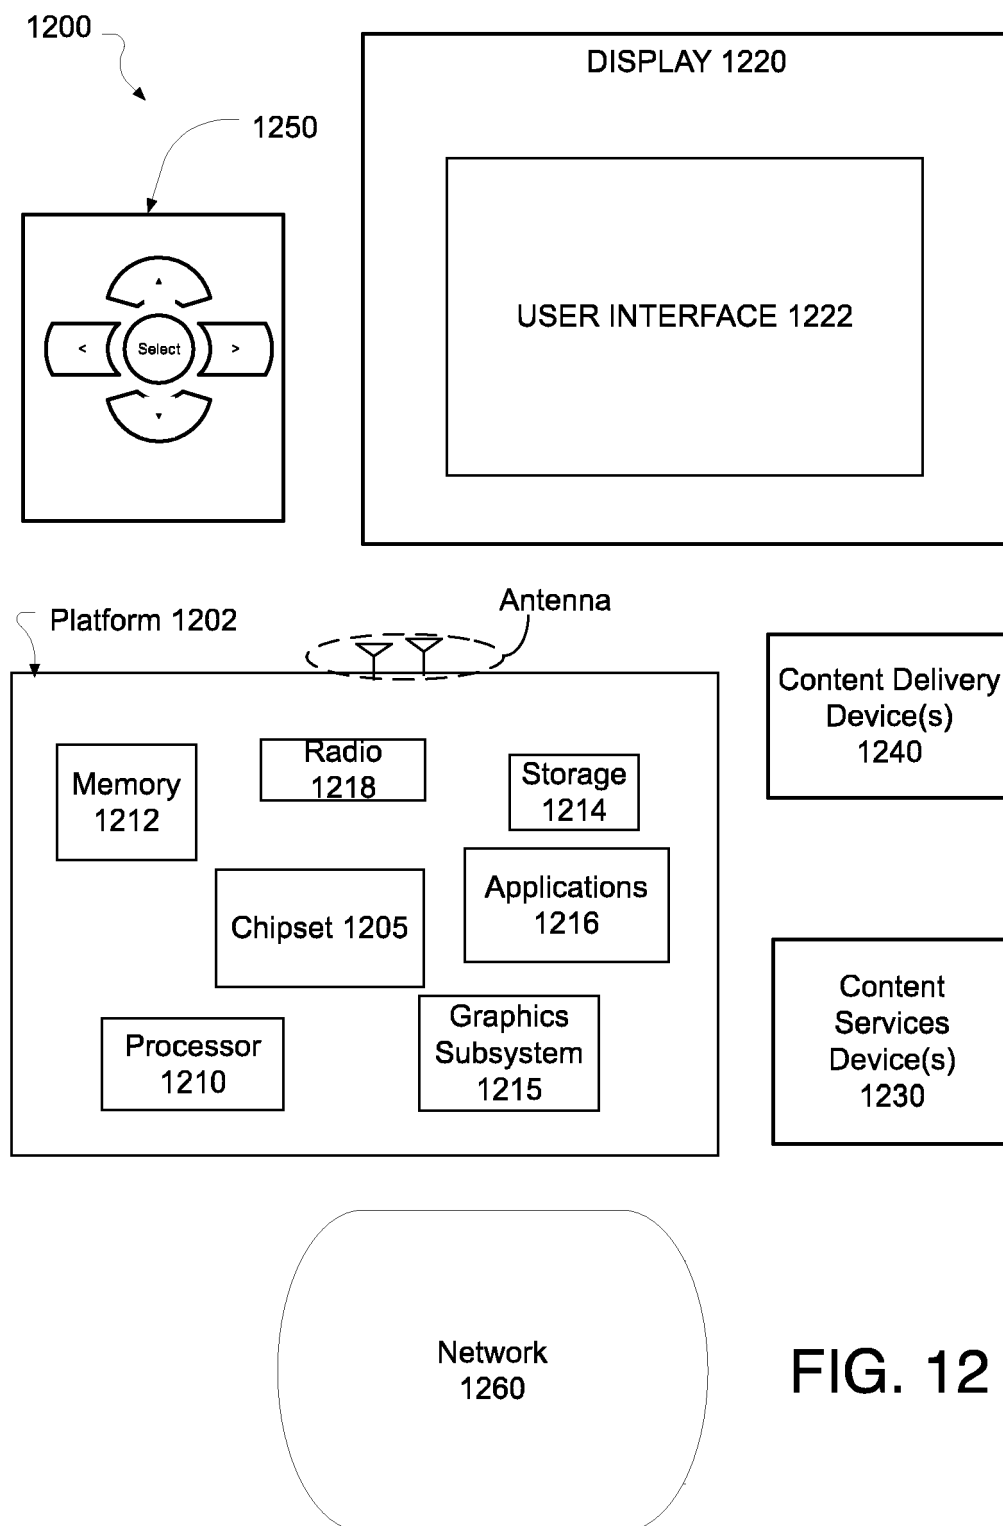 1200
DISPLAY 1220
1250
USER INTERFACE 1222
<
Select
>
Antenna
Platform 1202
Content Delivery
Device(s)
1240
Radio
1218
Memory
1212
Storage
1214
Applications
1216
Chipset 1205
Content
Services
Device(s)
1230
Graphics
Subsystem
1215
Processor
1210
Network
1260
FIG. 12